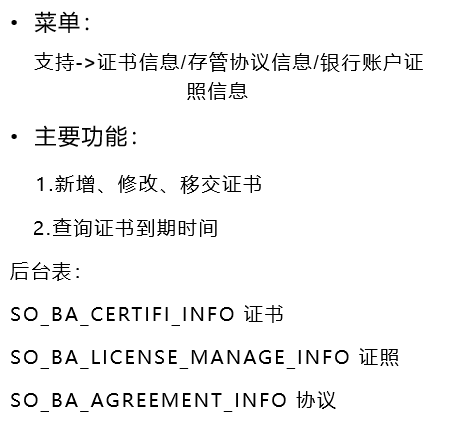 • 菜单：
支持->证书信息/存管协议信息/银行账户证
照信息
• 主要功能：
1.新增、修改、移交证书
2.查询证书到期时间
后台表：
SO_BA_CERTIFI_INFO 证书
SO_BA_LICENSE_MANAGE_INFO 证照
SO_BA_AGREEMENT_INFO 协议